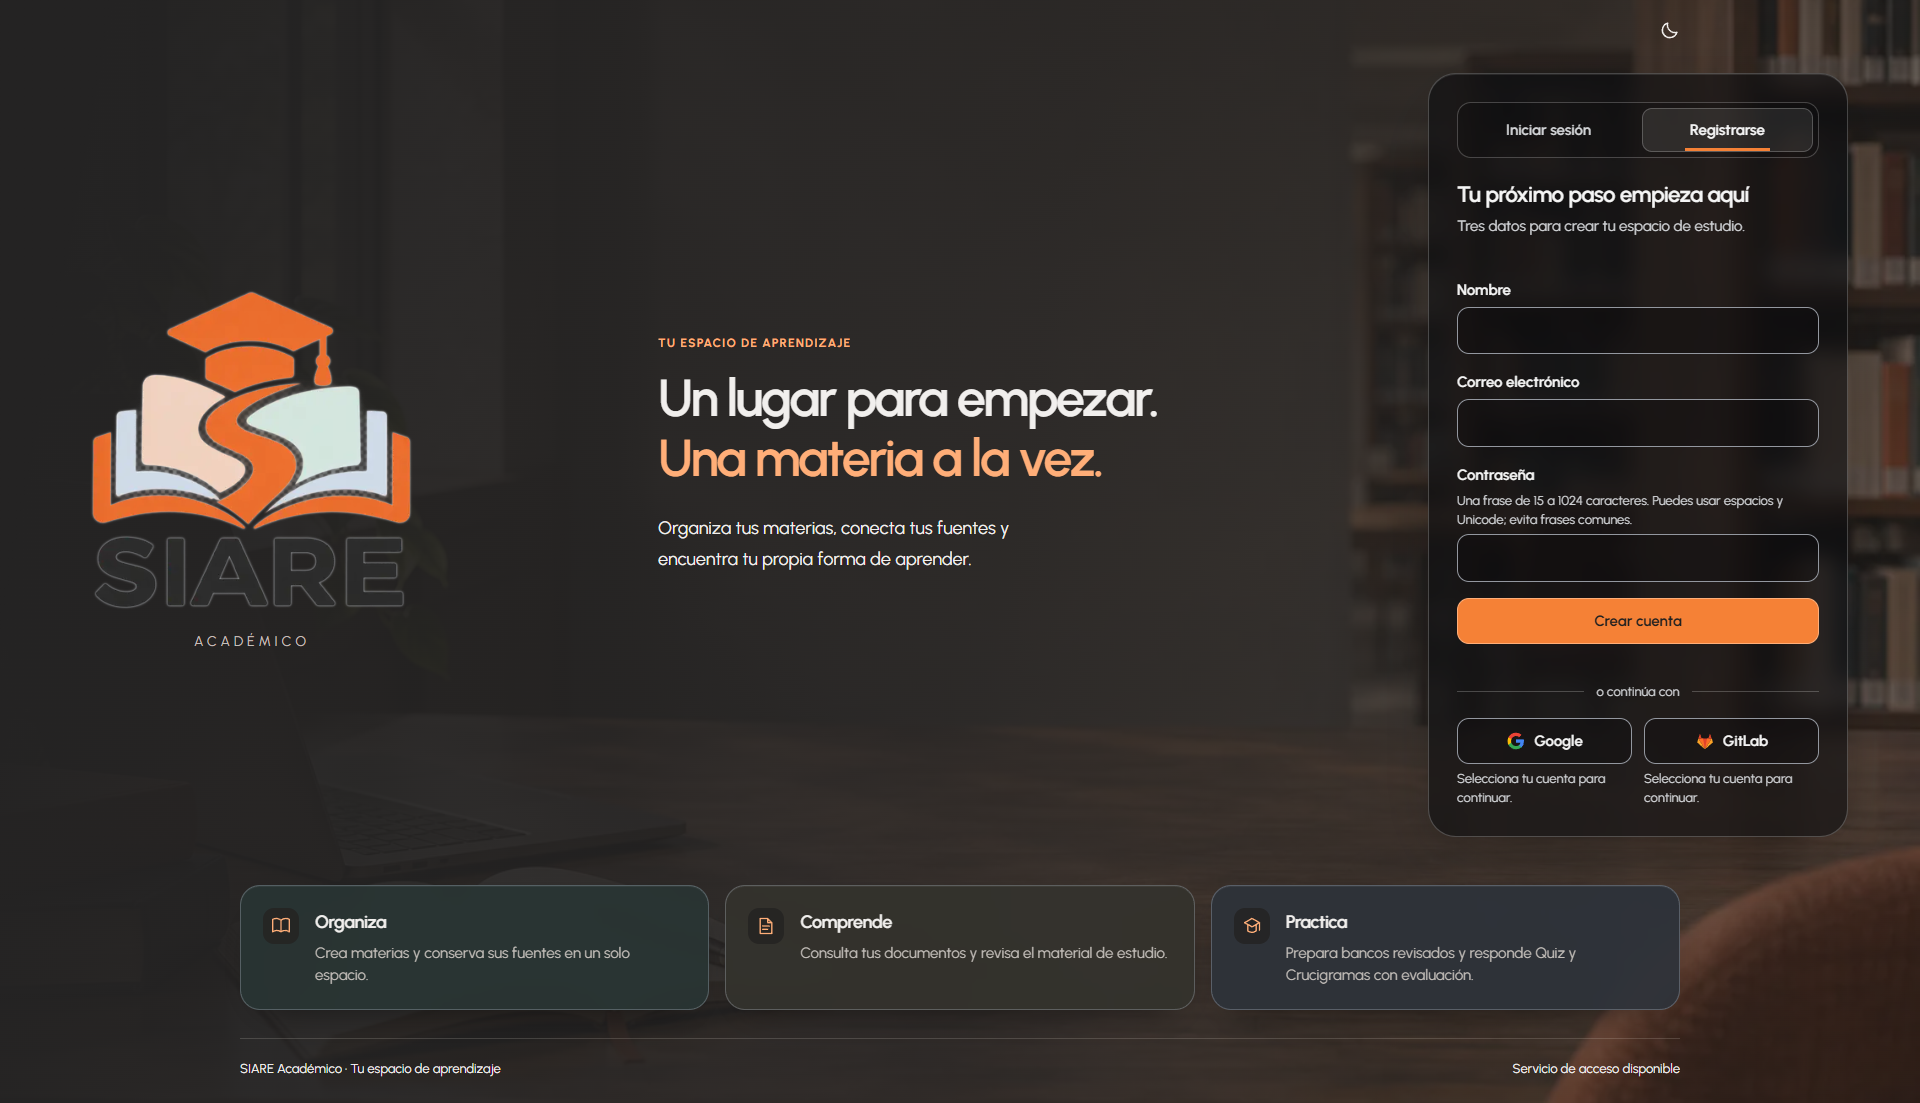 SIARE
ACADÉMICO
TU ESPACIO DE APRENDIZAJE
Un lugar para empezar.
Una materia a la vez.
Organiza tus materias, conecta tus fuentes y
encuentra tu propia forma de aprender.
Iniciar sesión
Registrarse
Tu próximo paso empieza aquí
Tres datos para crear tu espacio de estudio.
Nombre
Correo electrónico
Contraseña
Una frase de 15 a 1024 caracteres. Puedes usar espacios y
Unicode; evita frases comunes.
Crear cuenta
o continúa con
Google
GitLab
Selecciona tu cuenta para
continuar.
Selecciona tu cuenta para
continuar.
Organiza
Crea materias y conserva sus fuentes en un solo
espacio.
Comprende
Consulta tus documentos y revisa el material de estudio.
Practica
Prepara bancos revisados y responde Quiz y
Crucigramas con evaluación.
SIARE Académico · Tu espacio de aprendizaje
Servicio de acceso disponible